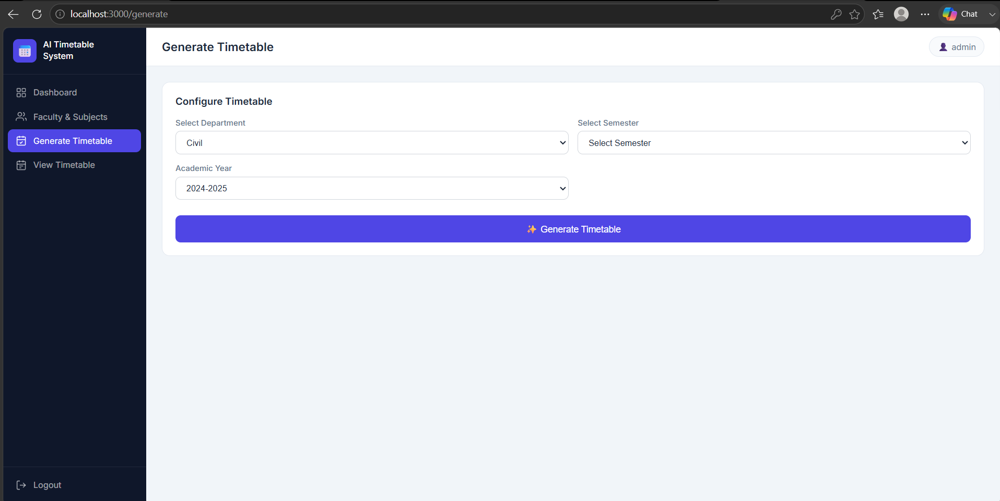 localhost:3000/generate
Chat
AI Timetable
System
Generate Timetable
admin
Dashboard
Faculty & Subjects
Generate Timetable
View Timetable
Configure Timetable
Select Department
Select Semester
Civil
Select Semester
Academic Year
2024-2025
✨ Generate Timetable
Logout